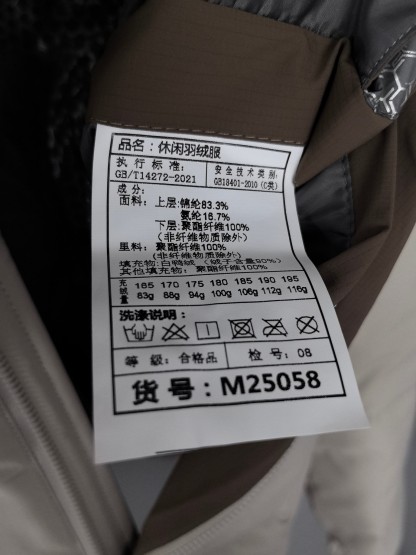 品名：休闲羽绒服
执行标准：
GB/T14272-2021
安全技术类别:
GB18401-2010 (C类)
成分：
面料：上层:锦纶83.3%
氨纶16.7%
下层:聚酯纤维100%
（非纤维物质除外）
里料：聚酯纤维100%
（非纤维物质除外）
填充物:白鸭绒（绒子含量90%）
其他填充物：聚酯纤维100%
充绒量 165 170 175 180 185 190 195
83g 88g 94g 100g 106g 112g 116g
洗涤说明：
等 级：合格品
检 号：08
货 号：M25058